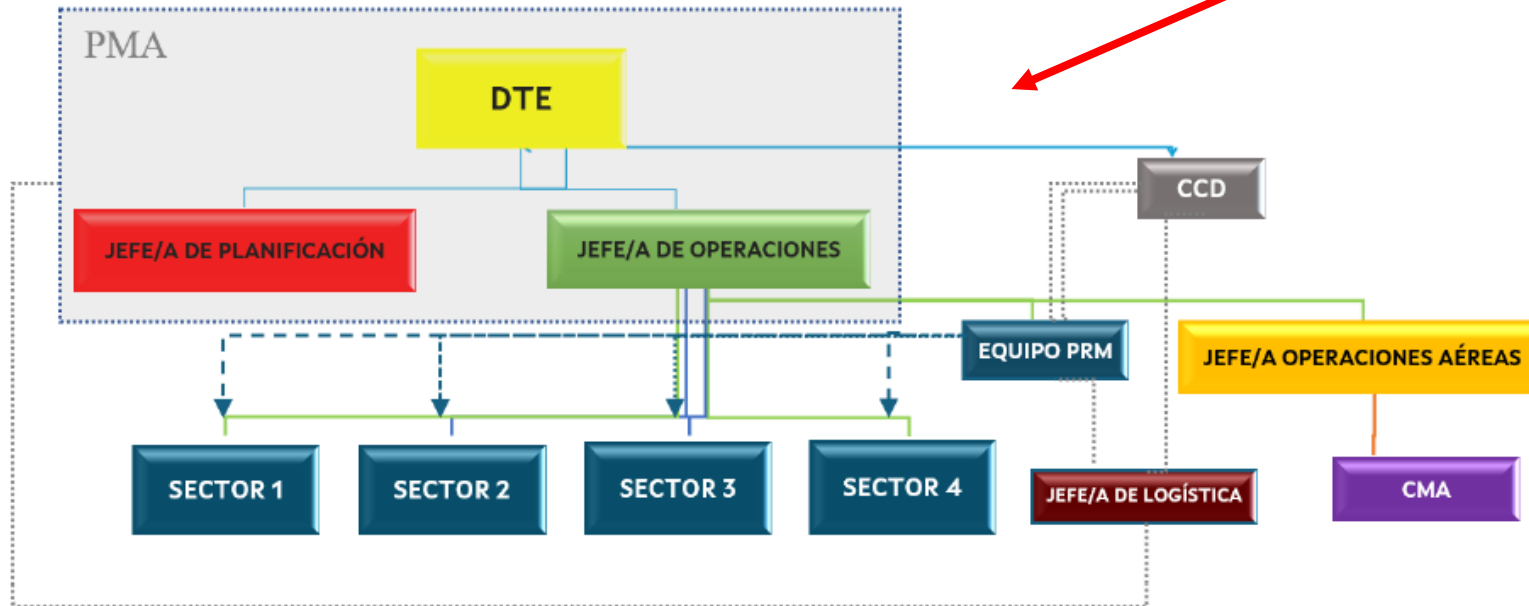 PMA
DTE
CCD
JEFE/A DE PLANIFICACIÓN
JEFE/A DE OPERACIONES
EQUIPO PRM
JEFE/A OPERACIONES AÉREAS
SECTOR 1
SECTOR 2
SECTOR 3
SECTOR 4
JEFE/A DE LOGÍSTICA
CMA